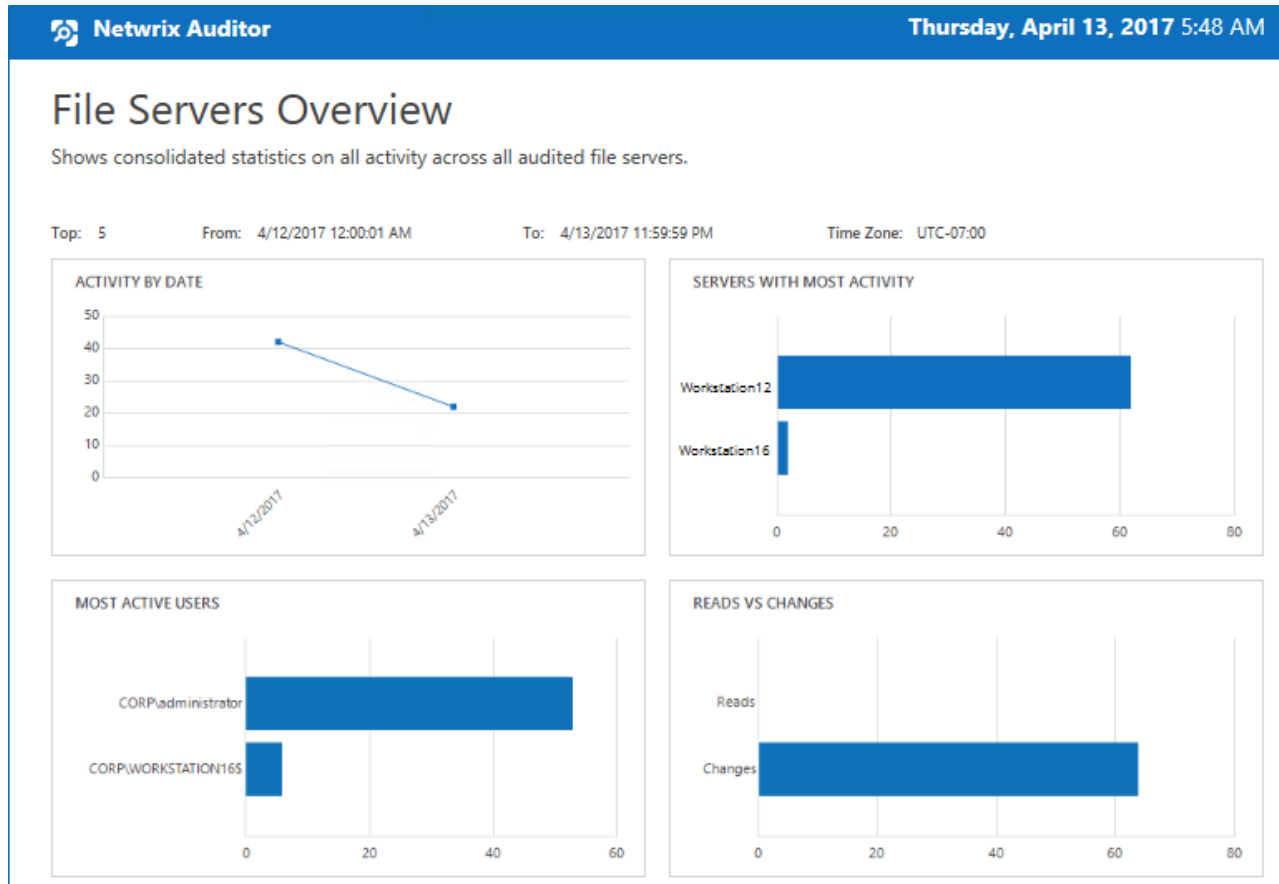 Netwrix Auditor
Thursday, April 13, 2017 5:48 AM
File Servers Overview
Shows consolidated statistics on all activity across all audited file servers.
Top: 5 From: 4/12/2017 12:00:01 AM To: 4/13/2017 11:59:59 PM Time Zone: UTC-07:00
ACTIVITY BY DATE
50
40
30
20
10
0
4/12/2017
4/13/2017
SERVERS WITH MOST ACTIVITY
Workstation12
Workstation16
0 20 40 60 80
MOST ACTIVE USERS
CORP\administrator
CORP\WORKSTATION16$
0 20 40 60
READS VS CHANGES
Reads
Changes
0 20 40 60 80